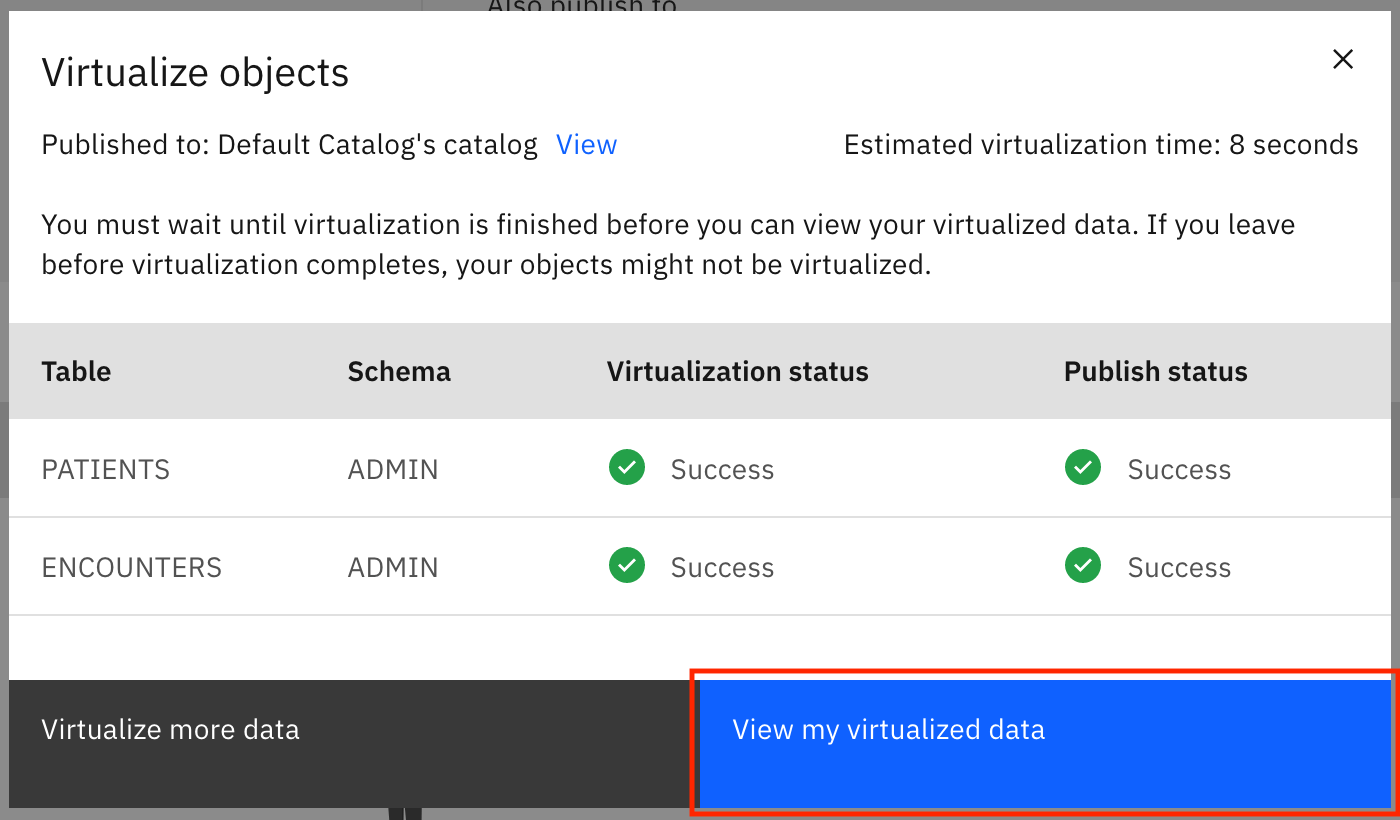 Also publish to
Virtualize objects
Published to: Default Catalog's catalog View Estimated virtualization time: 8 seconds
You must wait until virtualization is finished before you can view your virtualized data. If you leave
before virtualization completes, your objects might not be virtualized.
Table Schema Virtualization status Publish status
PATIENTS ADMIN Success Success
ENCOUNTERS ADMIN Success Success
Virtualize more data View my virtualized data